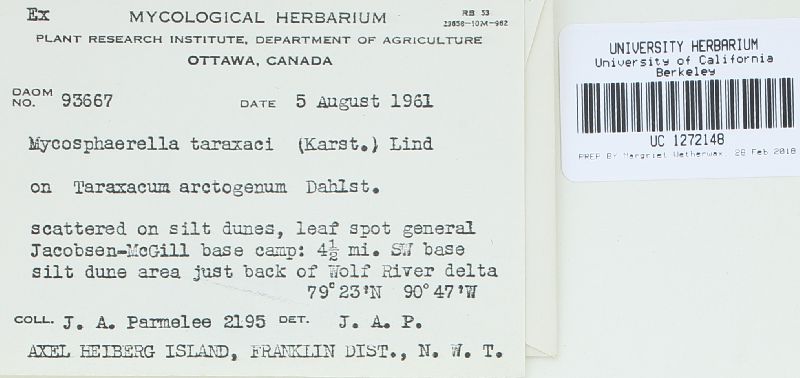 Ex MYCOLOGICAL HERBARIUM RB 53
23858-10M-962
PLANT RESEARCH INSTITUTE, DEPARTMENT OF AGRICULTURE
OTTAWA, CANADA
DAOM NO. 93667 DATE 5 August 1961
Mycosphaerella taraxaci (Karst.) Lind
on Taraxacum arctogenum Dahlst.
scattered on silt dunes, leaf spot general
Jacobsen-McGill base camp: 4½ mi. SW base
silt dune area just back of Wolf River delta
79°23'N 90°47'W
COLL. J. A. Parmelee 2195 DET. J. A. P.
AXEL HEIBERG ISLAND, FRANKLIN DIST., N. W. T.
UNIVERSITY HERBARIUM
University of California
Berkeley
UC 1272148
PREP BY Margriet Wetherwax, 28 Feb 2018